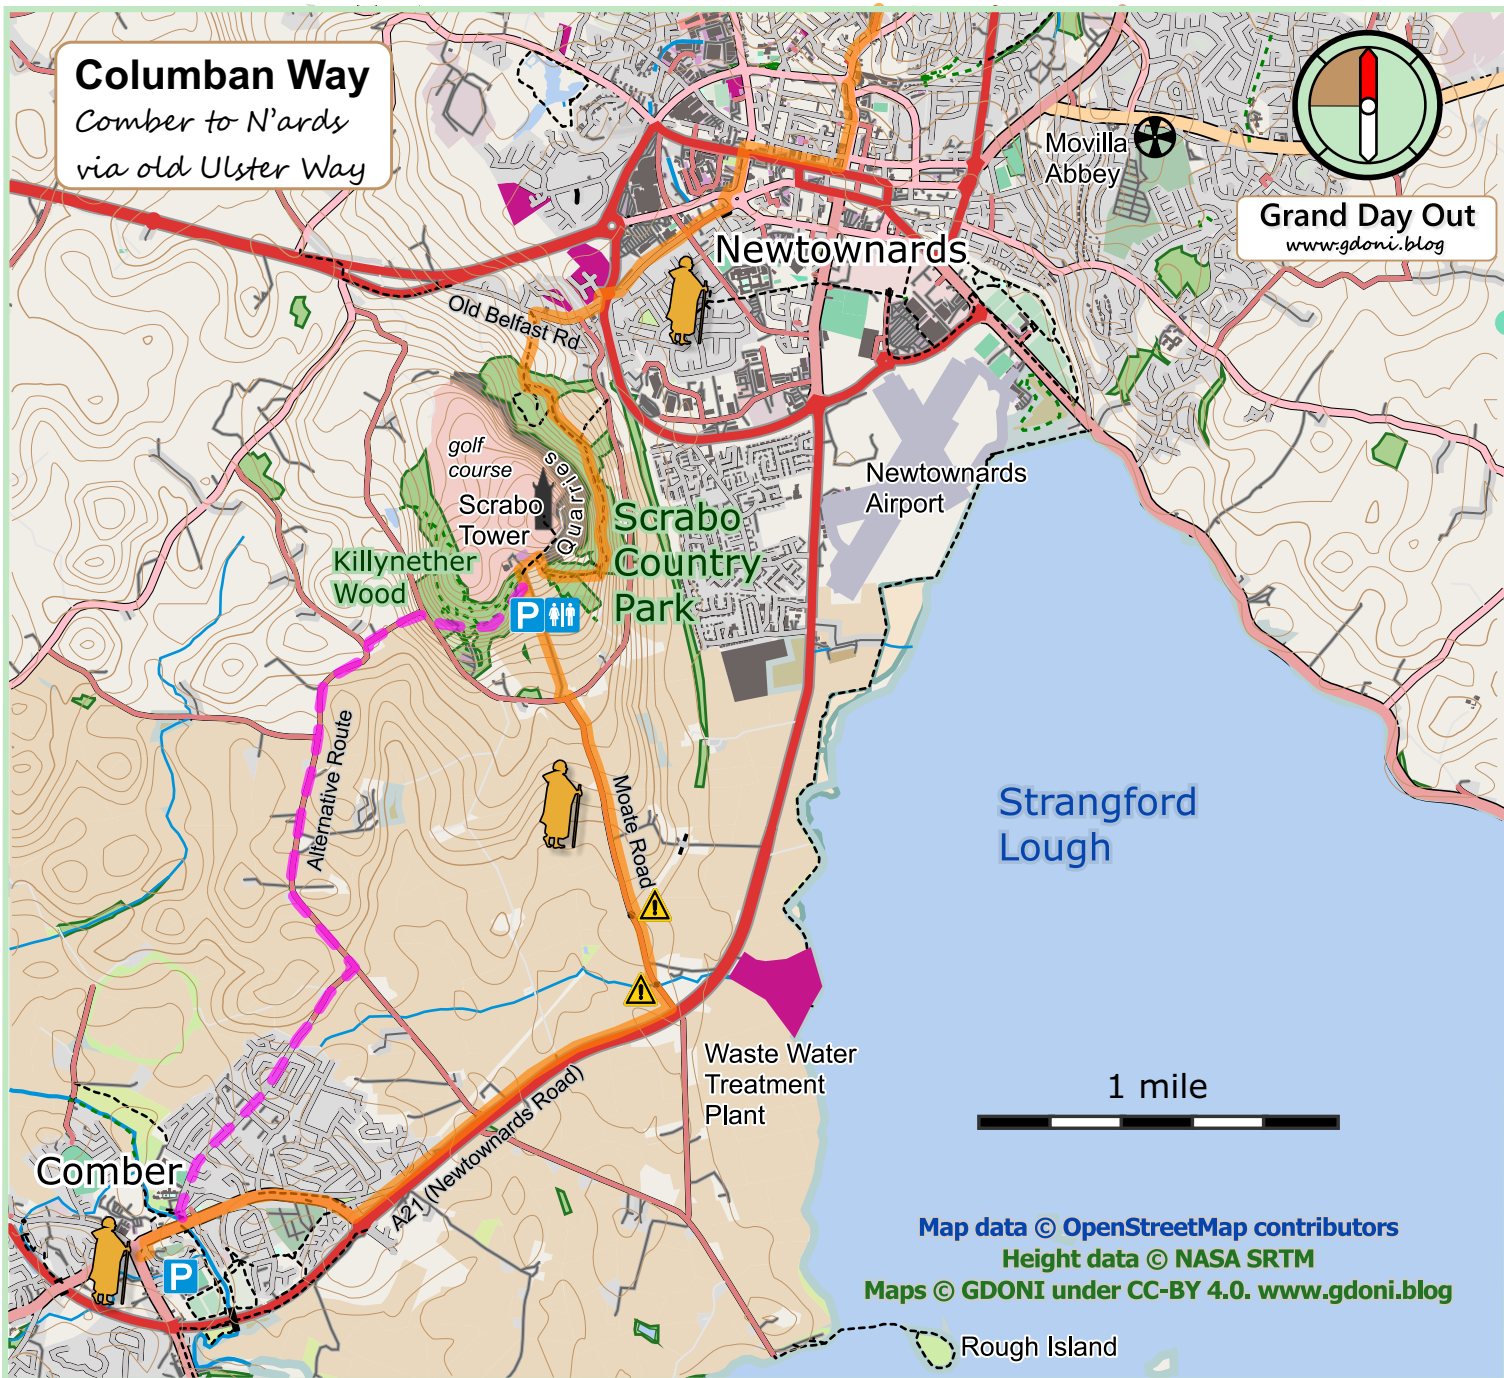 Columban Way
Comber to N'ards
via old Ulster Way
Movilla
Abbey
Grand Day Out
www.gdoni.blog
Newtownards
Old Belfast Rd
golf
course
Scrabo
Tower
Quarries
Newtownards
Airport
Scrabo
Country
Park
Killynether
Wood
P
Alternative Route
Moate Road
Strangford
Lough
Waste Water
Treatment
Plant
1 mile
Comber
A21 (Newtownards Road)
P
Map data © OpenStreetMap contributors
Height data © NASA SRTM
Maps © GDONI under CC-BY 4.0. www.gdoni.blog
Rough Island